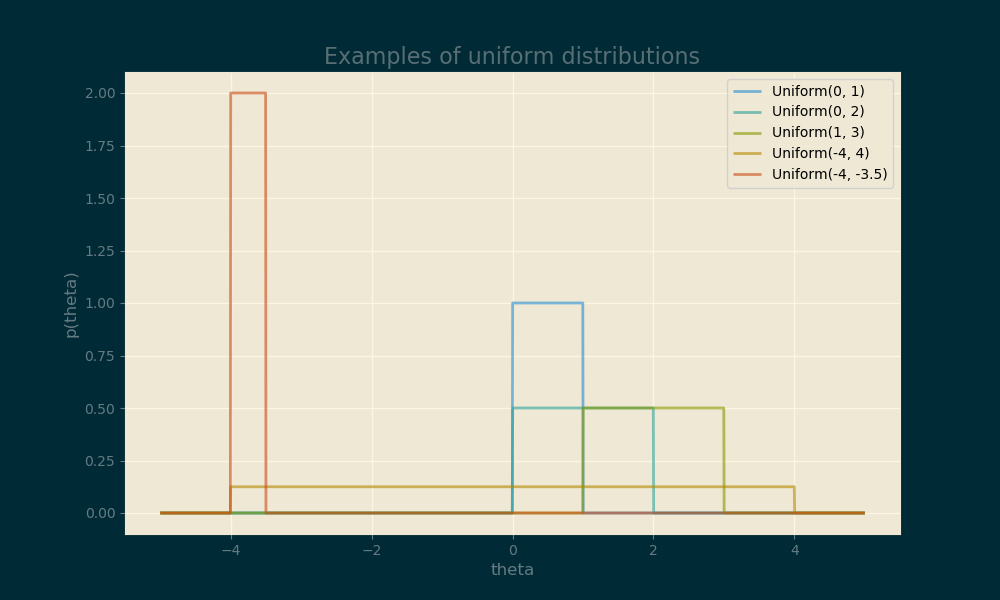 Examples of uniform distributions
Uniform(0, 1)
Uniform(0, 2)
Uniform(1, 3)
Uniform(-4, 4)
Uniform(-4, -3.5)
p(theta)
2.00
1.75
1.50
1.25
1.00
0.75
0.50
0.25
0.00
−4
−2
0
2
4
theta